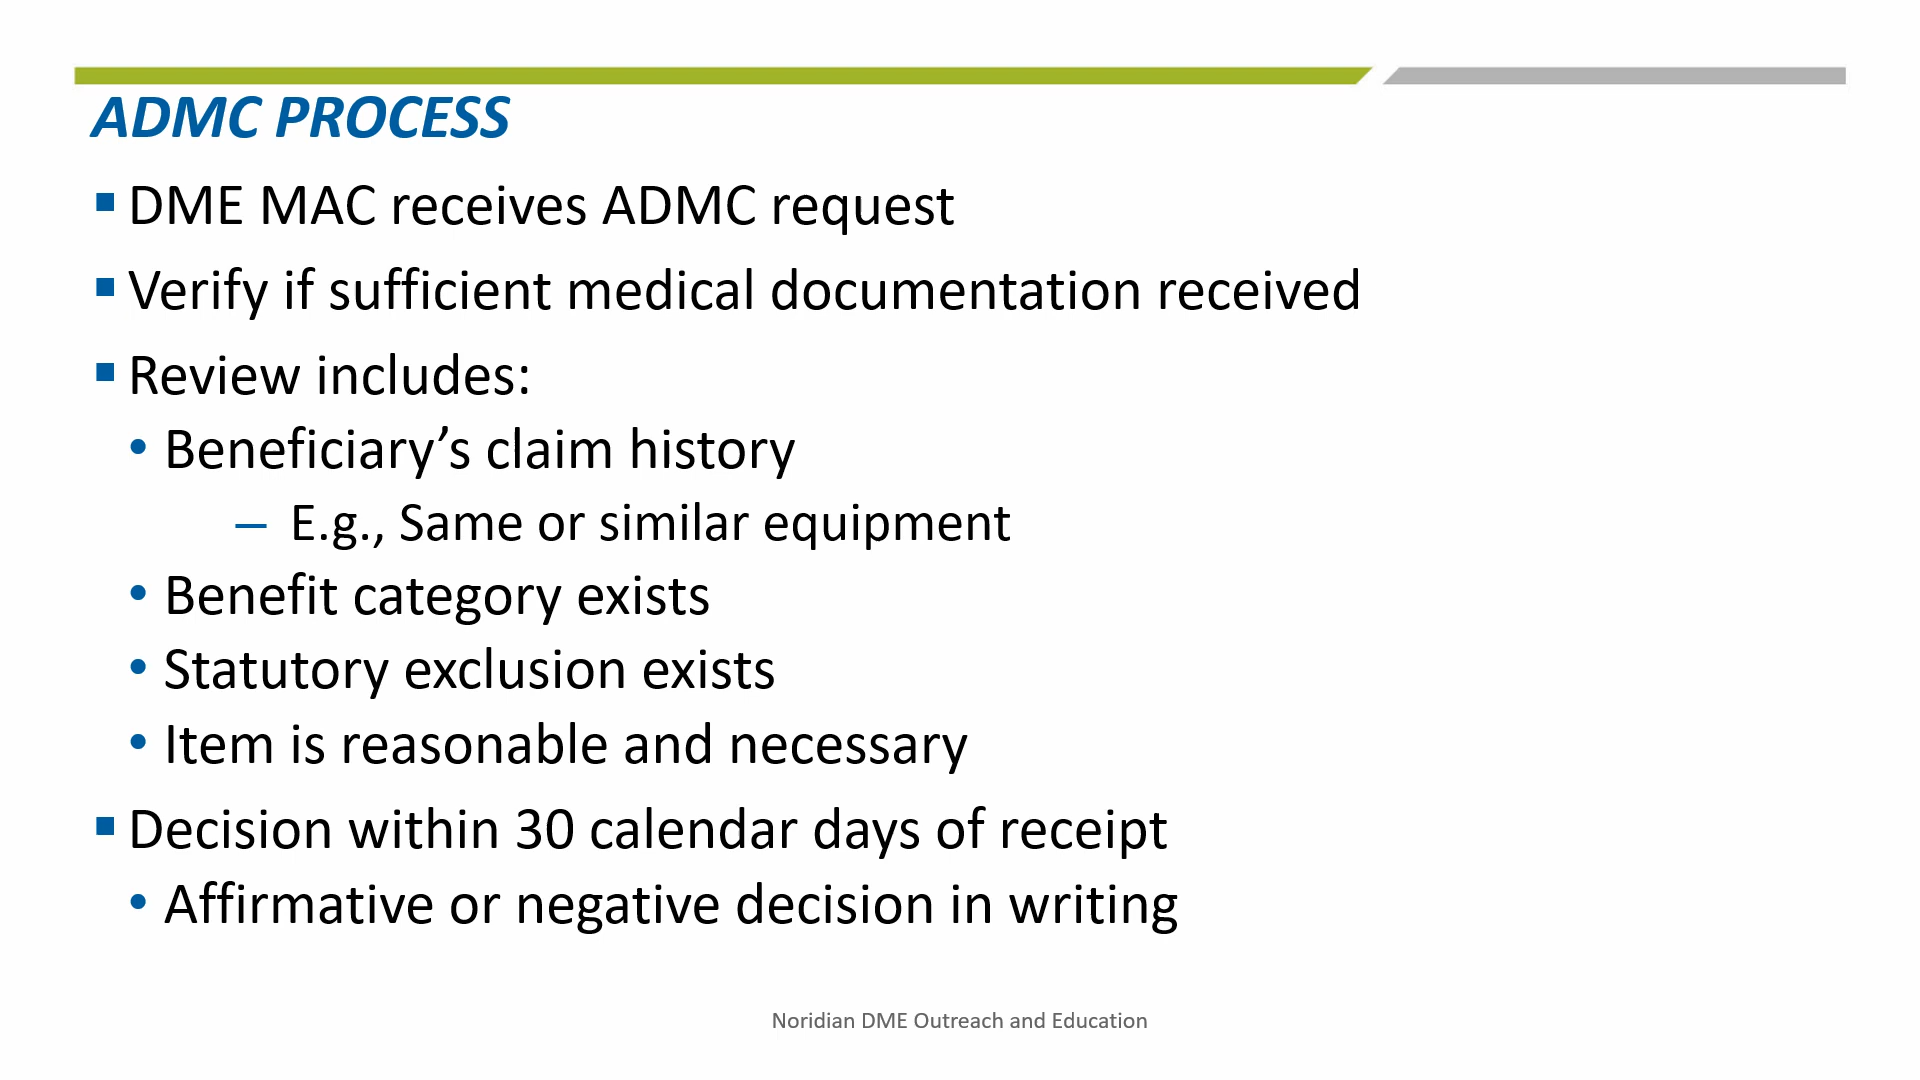 ADMC PROCESS
▪ DME MAC receives ADMC request
▪ Verify if sufficient medical documentation received
▪ Review includes:
• Beneficiary’s claim history
– E.g., Same or similar equipment
• Benefit category exists
• Statutory exclusion exists
• Item is reasonable and necessary
▪ Decision within 30 calendar days of receipt
• Affirmative or negative decision in writing
Noridian DME Outreach and Education